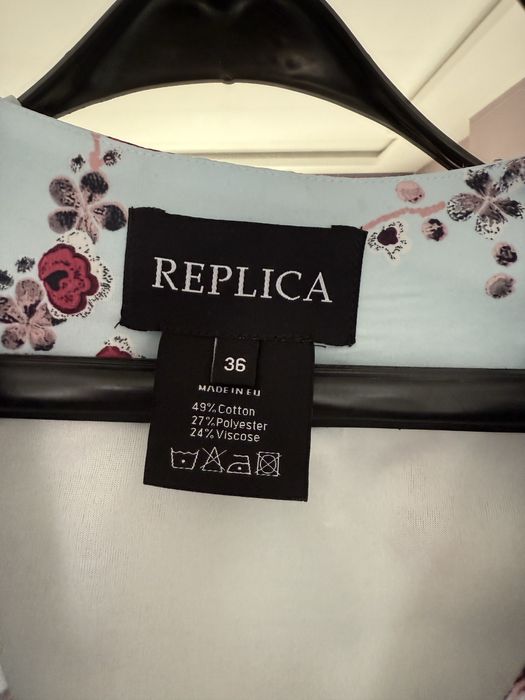 REPLICA
36
MADE IN EU
49% Cotton
27% Polyester
24% Viscose